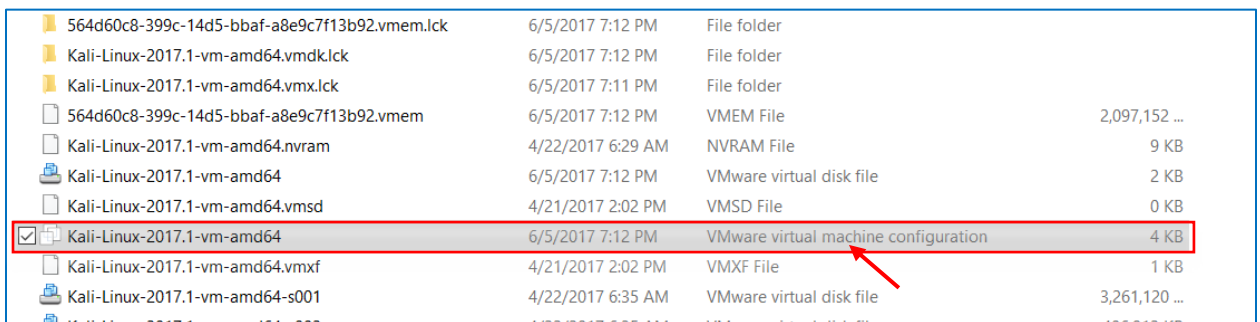 564d60c8-399c-14d5-bbaf-a8e9c7f13b92.vmem.lck 6/5/2017 7:12 PM File folder
Kali-Linux-2017.1-vm-amd64.vmdk.lck 6/5/2017 7:12 PM File folder
Kali-Linux-2017.1-vm-amd64.vmx.lck 6/5/2017 7:11 PM File folder
564d60c8-399c-14d5-bbaf-a8e9c7f13b92.vmem 6/5/2017 7:12 PM VMEM File 2,097,152 ...
Kali-Linux-2017.1-vm-amd64.nvram 4/22/2017 6:29 AM NVRAM File 9 KB
Kali-Linux-2017.1-vm-amd64 6/5/2017 7:12 PM VMware virtual disk file 2 KB
Kali-Linux-2017.1-vm-amd64.vmsd 4/21/2017 2:02 PM VMSD File 0 KB
Kali-Linux-2017.1-vm-amd64 6/5/2017 7:12 PM VMware virtual machine configuration 4 KB
Kali-Linux-2017.1-vm-amd64.vmxf 4/21/2017 2:02 PM VMXF File 1 KB
Kali-Linux-2017.1-vm-amd64-s001 4/22/2017 6:35 AM VMware virtual disk file 3,261,120 ...